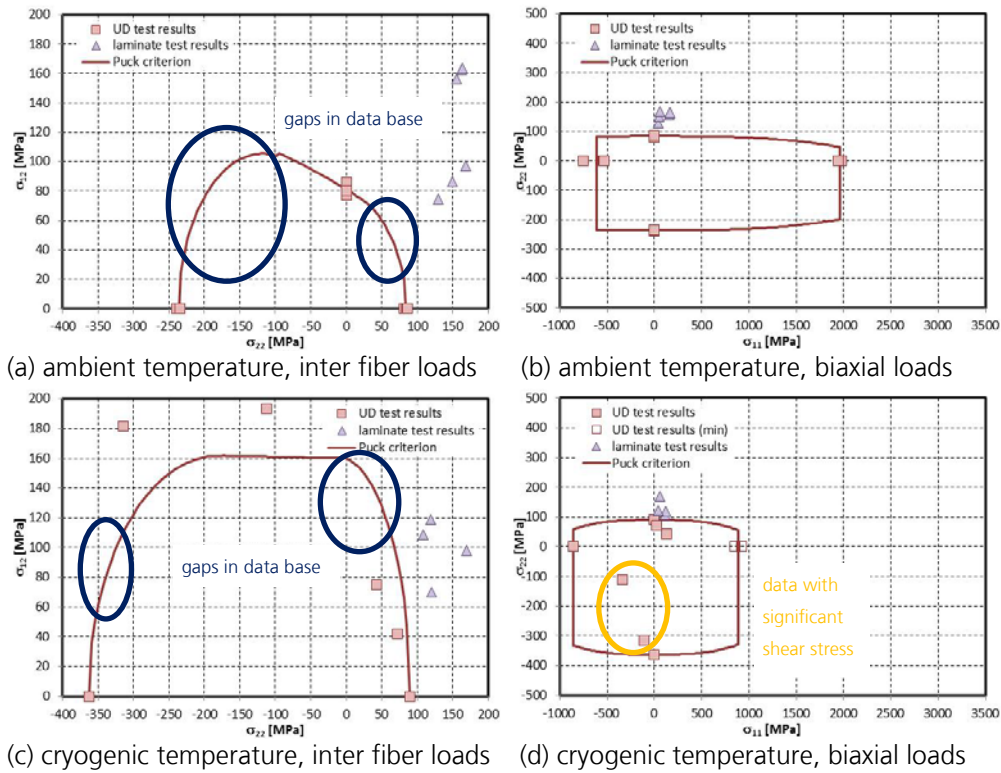 200
180
160
140
120
100
80
60
40
20
0
σ12 [MPa]
UD test results
laminate test results
Puck criterion
gaps in data base
-400 -350 -300 -250 -200 -150 -100 -50 0 50 100 150 200
σ22 [MPa]
(a) ambient temperature, inter fiber loads
500
400
300
200
100
0
100
200
300
400
500
σ22 [MPa]
UD test results
laminate test results
Puck criterion
-1000 -500 0 500 1000 1500 2000 2500 3000 3500
σ11 [MPa]
(b) ambient temperature, biaxial loads
200
180
160
140
120
100
80
60
40
20
0
σ12 [MPa]
UD test results
laminate test results
Puck criterion
gaps in data base
-400 -350 -300 -250 -200 -150 -100 -50 0 50 100 150 200
σ22 [MPa]
(c) cryogenic temperature, inter fiber loads
500
400
300
200
100
0
-100
-200
-300
-400
-500
σ22 [MPa]
UD test results
UD test results (min)
laminate test results
Puck criterion
data with
significant
shear stress
-1000 -500 0 500 1000 1500 2000 2500 3000 3500
σ11 [MPa]
(d) cryogenic temperature, biaxial loads